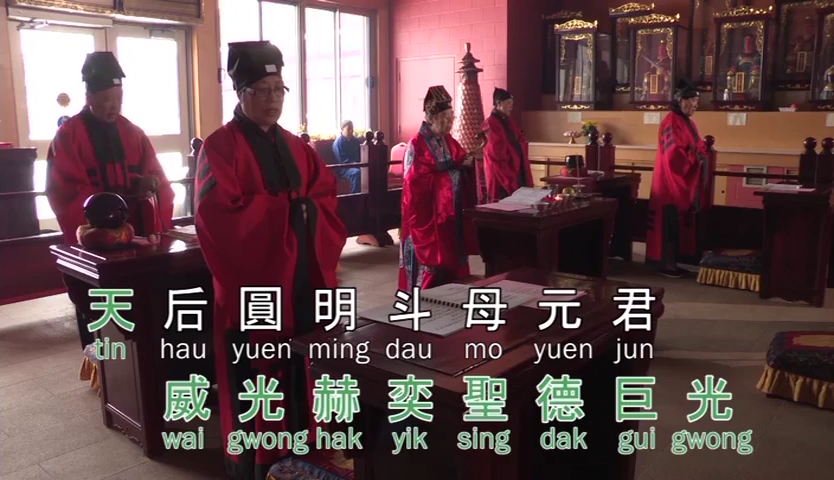 天后圓明斗母元君
tin hau yuen ming dau mo yuen jun
威光赫奕聖德巨光
wai gwong hak yik sing dak gui gwong